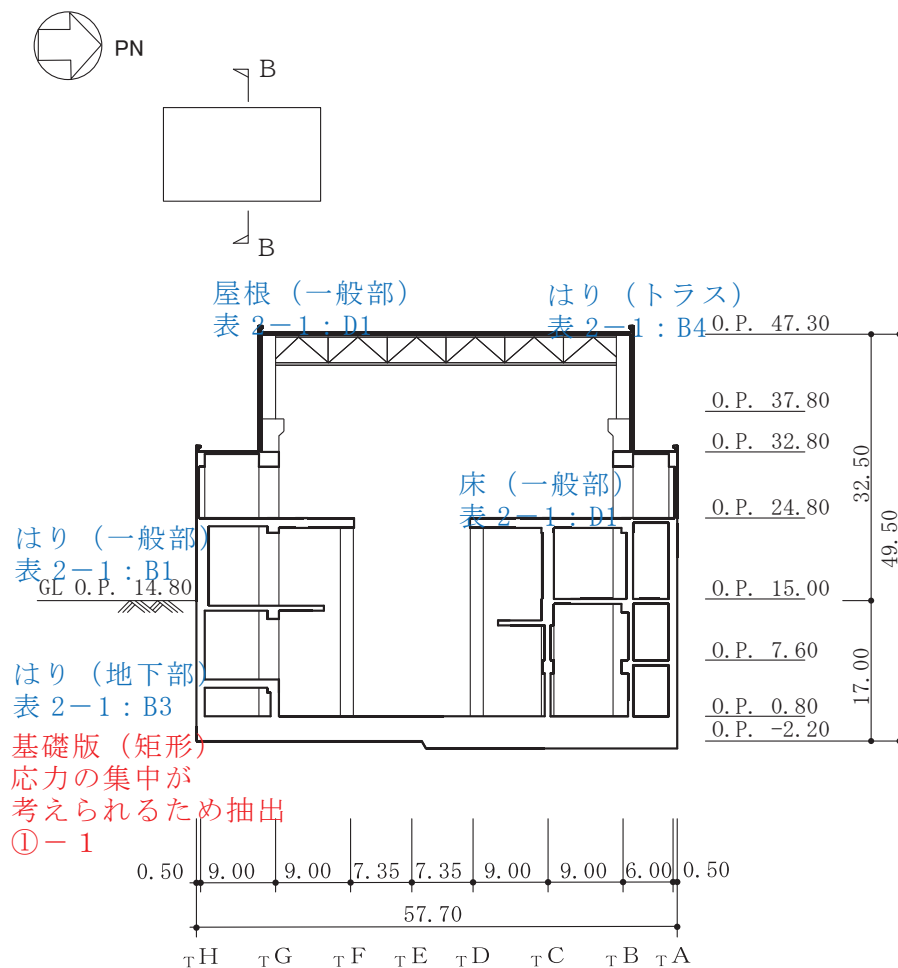 PN
B
B
屋根（一般部）
表２－１：D1
はり（トラス）
表２－１：B4
O.P. 47.30
O.P. 37.80
O.P. 32.80
32.50
床（一般部）
表２－１：D1
O.P. 24.80
49.50
はり（一般部）
表２－１：B1
GL O.P. 14.80
O.P. 15.00
O.P. 7.60
17.00
はり（地下部）
表２－１：B3
O.P. 0.80
O.P. -2.20
基礎版（矩形）
応力の集中が
考えられるため抽出
①－１
0.50 9.00 9.00 7.35 7.35 9.00 9.00 6.00 0.50
57.70
TH TG TF TE TD TC TB TA